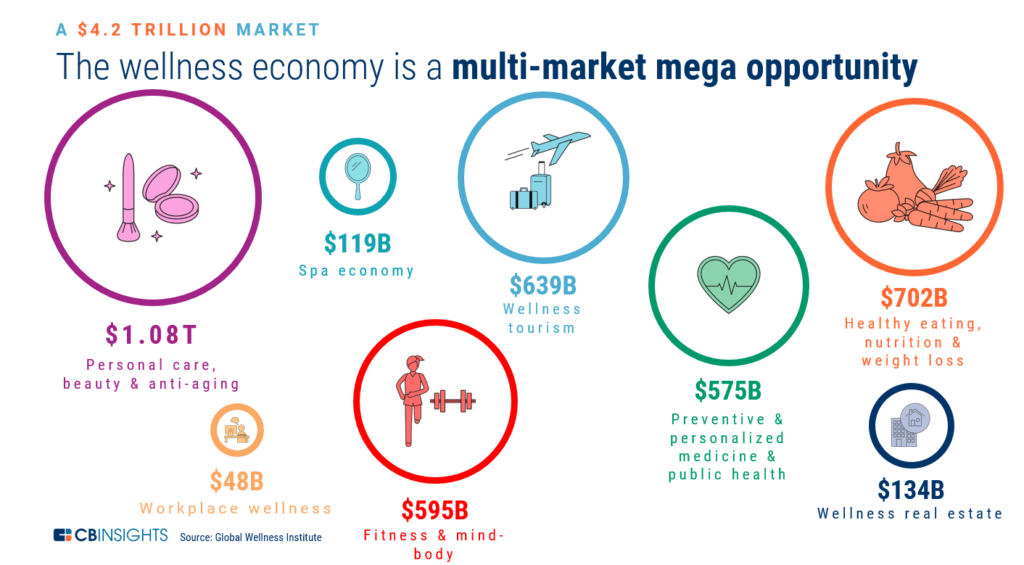 A $4.2 TRILLION MARKET
The wellness economy is a multi-market mega opportunity
$1.08T
Personal care,
beauty & anti-aging
$119B
Spa economy
$639B
Wellness
tourism
$702B
Healthy eating,
nutrition &
weight loss
$575B
Preventive &
personalized
medicine &
public health
$48B
Workplace wellness
$595B
Fitness & mind-
body
$134B
Wellness real estate
CBINSIGHTS
Source: Global Wellness Institute